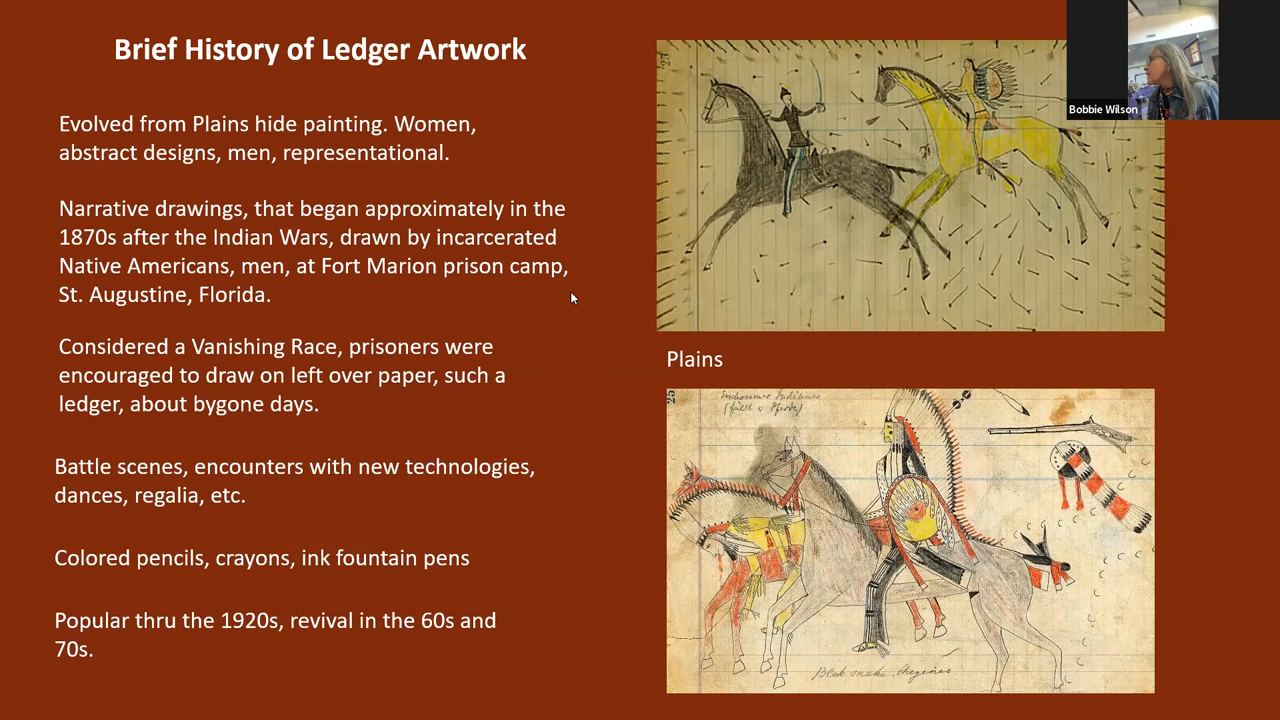 Brief History of Ledger Artwork
Evolved from Plains hide painting. Women,
abstract designs, men, representational.
Narrative drawings, that began approximately in the
1870s after the Indian Wars, drawn by incarcerated
Native Americans, men, at Fort Marion prison camp,
St. Augustine, Florida.
Considered a Vanishing Race, prisoners were
encouraged to draw on left over paper, such a
ledger, about bygone days.
Battle scenes, encounters with new technologies,
dances, regalia, etc.
Colored pencils, crayons, ink fountain pens
Popular thru the 1920s, revival in the 60s and
70s.
Bobbie Wilson
Plains
25